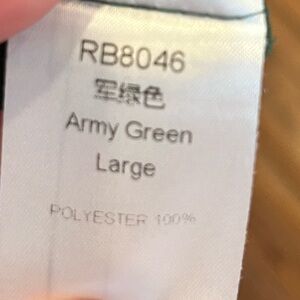 RB8046
军绿色
Army Green
Large
POLYESTER 100%